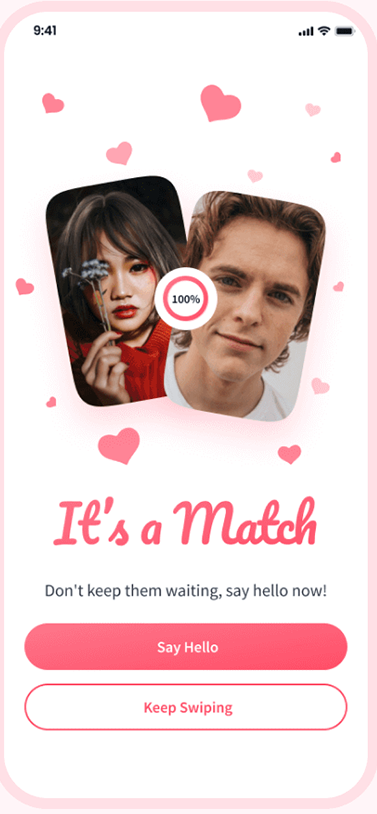 9:41
100%
It's a Match
Don't keep them waiting, say hello now!
Say Hello
Keep Swiping